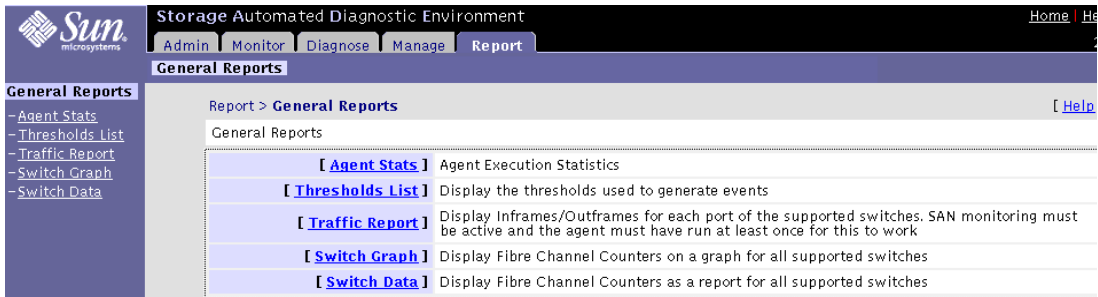 Sun
microsystems
Storage Automated Diagnostic Environment
Home | He
Admin Monitor Diagnose Manage Report
General Reports
General Reports
– Agent Stats
– Thresholds List
– Traffic Report
– Switch Graph
– Switch Data
Report > General Reports
[ Help
General Reports
[ Agent Stats ] Agent Execution Statistics
[ Thresholds List ] Display the thresholds used to generate events
[ Traffic Report ] Display Inframes/Outframes for each port of the supported switches. SAN monitoring must
be active and the agent must have run at least once for this to work
[ Switch Graph ] Display Fibre Channel Counters on a graph for all supported switches
[ Switch Data ] Display Fibre Channel Counters as a report for all supported switches